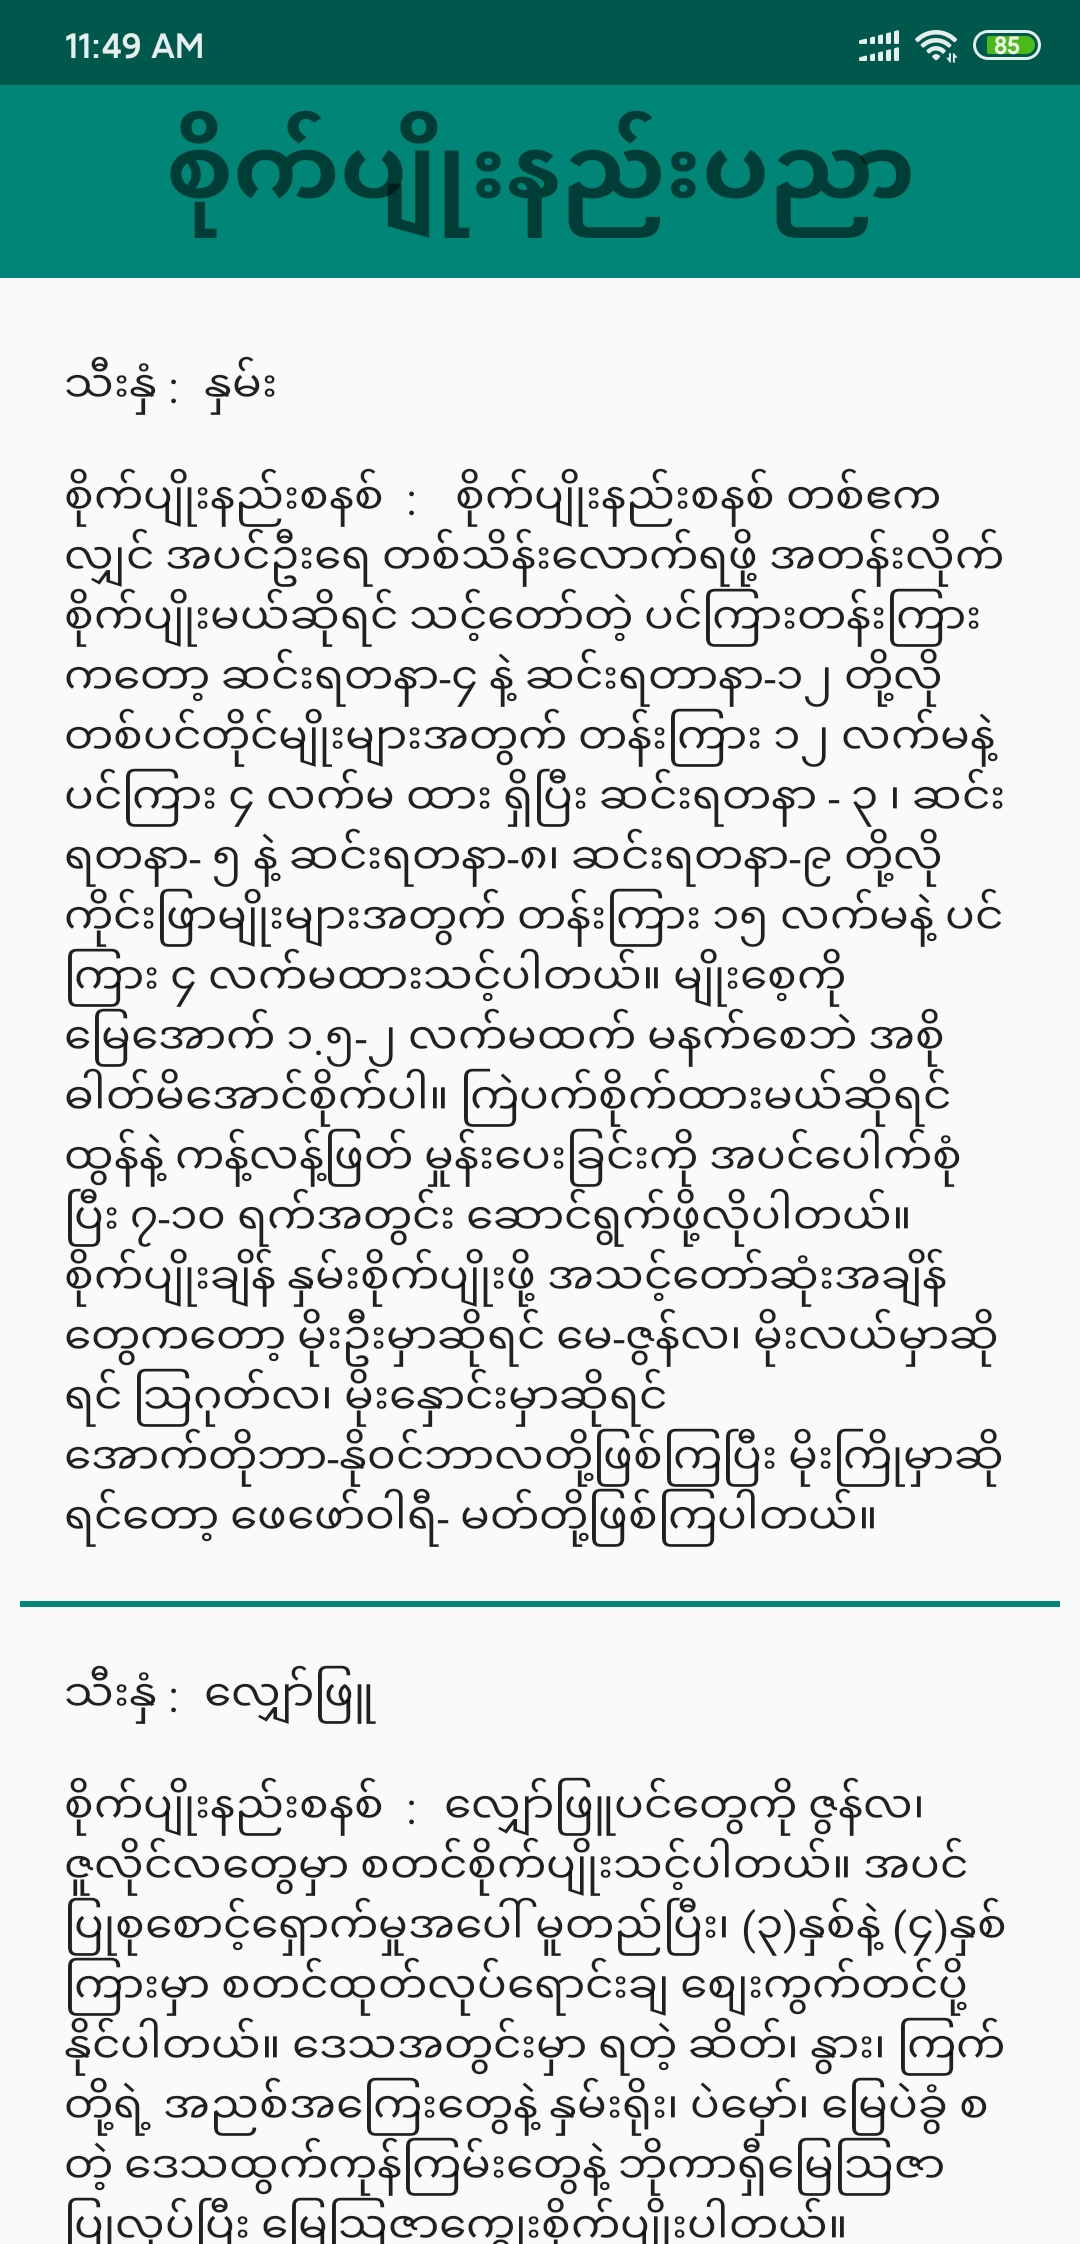 11:49 AM
85
စိုက်ပျိုးနည်းပညာ
သီးနှံ :  နှမ်း
စိုက်ပျိုးနည်းစနစ်  :   စိုက်ပျိုးနည်းစနစ် တစ်ဧက
လျှင် အပင်ဦးရေ တစ်သိန်းလောက်ရဖို့ အတန်းလိုက်
စိုက်ပျိုးမယ်ဆိုရင် သင့်တော်တဲ့ ပင်ကြားတန်းကြား
ကတော့ ဆင်းရတနာ-၄ နဲ့ ဆင်းရတာနာ-၁၂ တို့လို
တစ်ပင်တိုင်မျိုးများအတွက် တန်းကြား ၁၂ လက်မနဲ့
ပင်ကြား ၄ လက်မ ထား ရှိပြီး ဆင်းရတနာ - ၃ ၊ ဆင်း
ရတနာ- ၅ နဲ့ ဆင်းရတနာ-၈၊ ဆင်းရတနာ-၉ တို့လို
ကိုင်းဖြာမျိုးများအတွက် တန်းကြား ၁၅ လက်မနဲ့ ပင်
ကြား ၄ လက်မထားသင့်ပါတယ်။ မျိုးစေ့ကို
မြေအောက် ၁.၅-၂ လက်မထက် မနက်စေဘဲ အစို
ဓါတ်မိအောင်စိုက်ပါ။ ကြဲပက်စိုက်ထားမယ်ဆိုရင်
ထွန်နဲ့ ကန့်လန့်ဖြတ် မှုန်းပေးခြင်းကို အပင်ပေါက်စုံ
ပြီး ၇-၁၀ ရက်အတွင်း ဆောင်ရွက်ဖို့လိုပါတယ်။
စိုက်ပျိုးချိန် နှမ်းစိုက်ပျိုးဖို့ အသင့်တော်ဆုံးအချိန်
တွေကတော့ မိုးဦးမှာဆိုရင် မေ-ဇွန်လ၊ မိုးလယ်မှာဆို
ရင် ဩဂုတ်လ၊ မိုးနှောင်းမှာဆိုရင်
အောက်တိုဘာ-နိုဝင်ဘာလတို့ဖြစ်ကြပြီး မိုးကြိုမှာဆို
ရင်တော့ ဖေဖော်ဝါရီ- မတ်တို့ဖြစ်ကြပါတယ်။
သီးနှံ :  လျှော်ဖြူ
စိုက်ပျိုးနည်းစနစ်  :  လျှော်ဖြူပင်တွေကို ဇွန်လ၊
ဇူလိုင်လတွေမှာ စတင်စိုက်ပျိုးသင့်ပါတယ်။ အပင်
ပြုစုစောင့်ရှောက်မှုအပေါ် မူတည်ပြီး၊ (၃)နှစ်နဲ့ (၄)နှစ်
ကြားမှာ စတင်ထုတ်လုပ်ရောင်းချ ဈေးကွက်တင်ပို့
နိုင်ပါတယ်။ ဒေသအတွင်းမှာ ရတဲ့ ဆိတ်၊ နွား၊ ကြက်
တို့ရဲ့ အညစ်အကြေးတွေနဲ့ နှမ်းရိုး၊ ပဲမှော်၊ မြေပဲခွံ စ
တဲ့ ဒေသထွက်ကုန်ကြမ်းတွေနဲ့ ဘိုကာရှီမြေဩဇာ
ပြုလုပ်ပြီး မြေဩဇာကျွေးစိုက်ပျိုးပါတယ်။